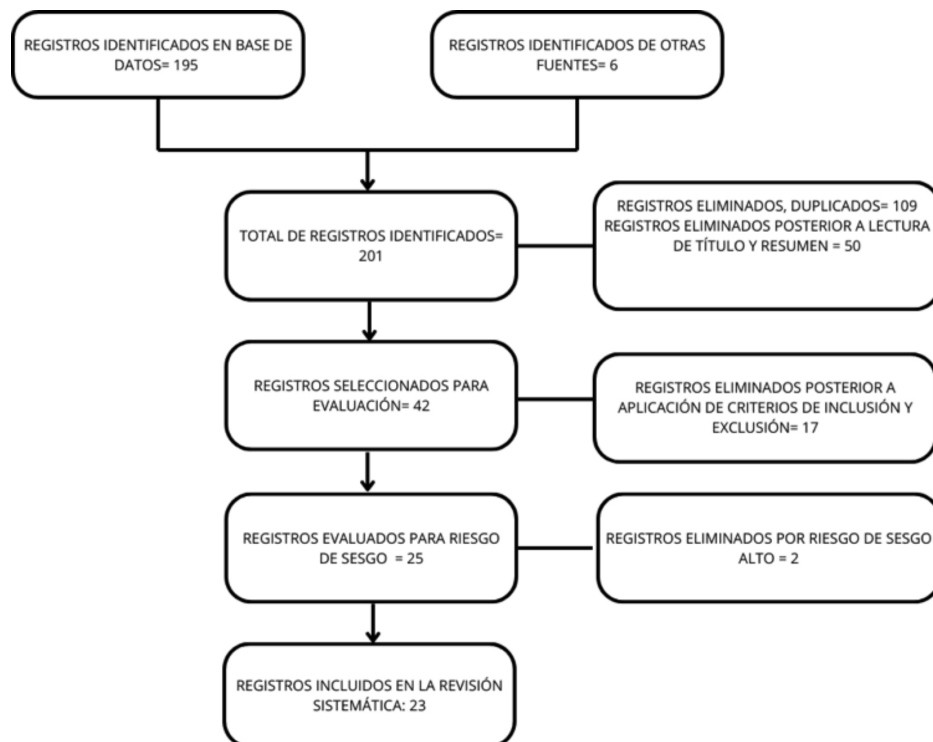 REGISTROS IDENTIFICADOS EN BASE DE
DATOS= 195
REGISTROS IDENTIFICADOS DE OTRAS
FUENTES= 6
TOTAL DE REGISTROS IDENTIFICADOS=
201
REGISTROS ELIMINADOS, DUPLICADOS= 109
REGISTROS ELIMINADOS POSTERIOR A LECTURA
DE TÍTULO Y RESUMEN = 50
REGISTROS SELECCIONADOS PARA
EVALUACIÓN= 42
REGISTROS ELIMINADOS POSTERIOR A
APLICACIÓN DE CRITERIOS DE INCLUSIÓN Y
EXCLUSIÓN= 17
REGISTROS EVALUADOS PARA RIESGO
DE SESGO = 25
REGISTROS ELIMINADOS POR RIESGO DE SESGO
ALTO = 2
REGISTROS INCLUIDOS EN LA REVISIÓN
SISTEMÁTICA: 23